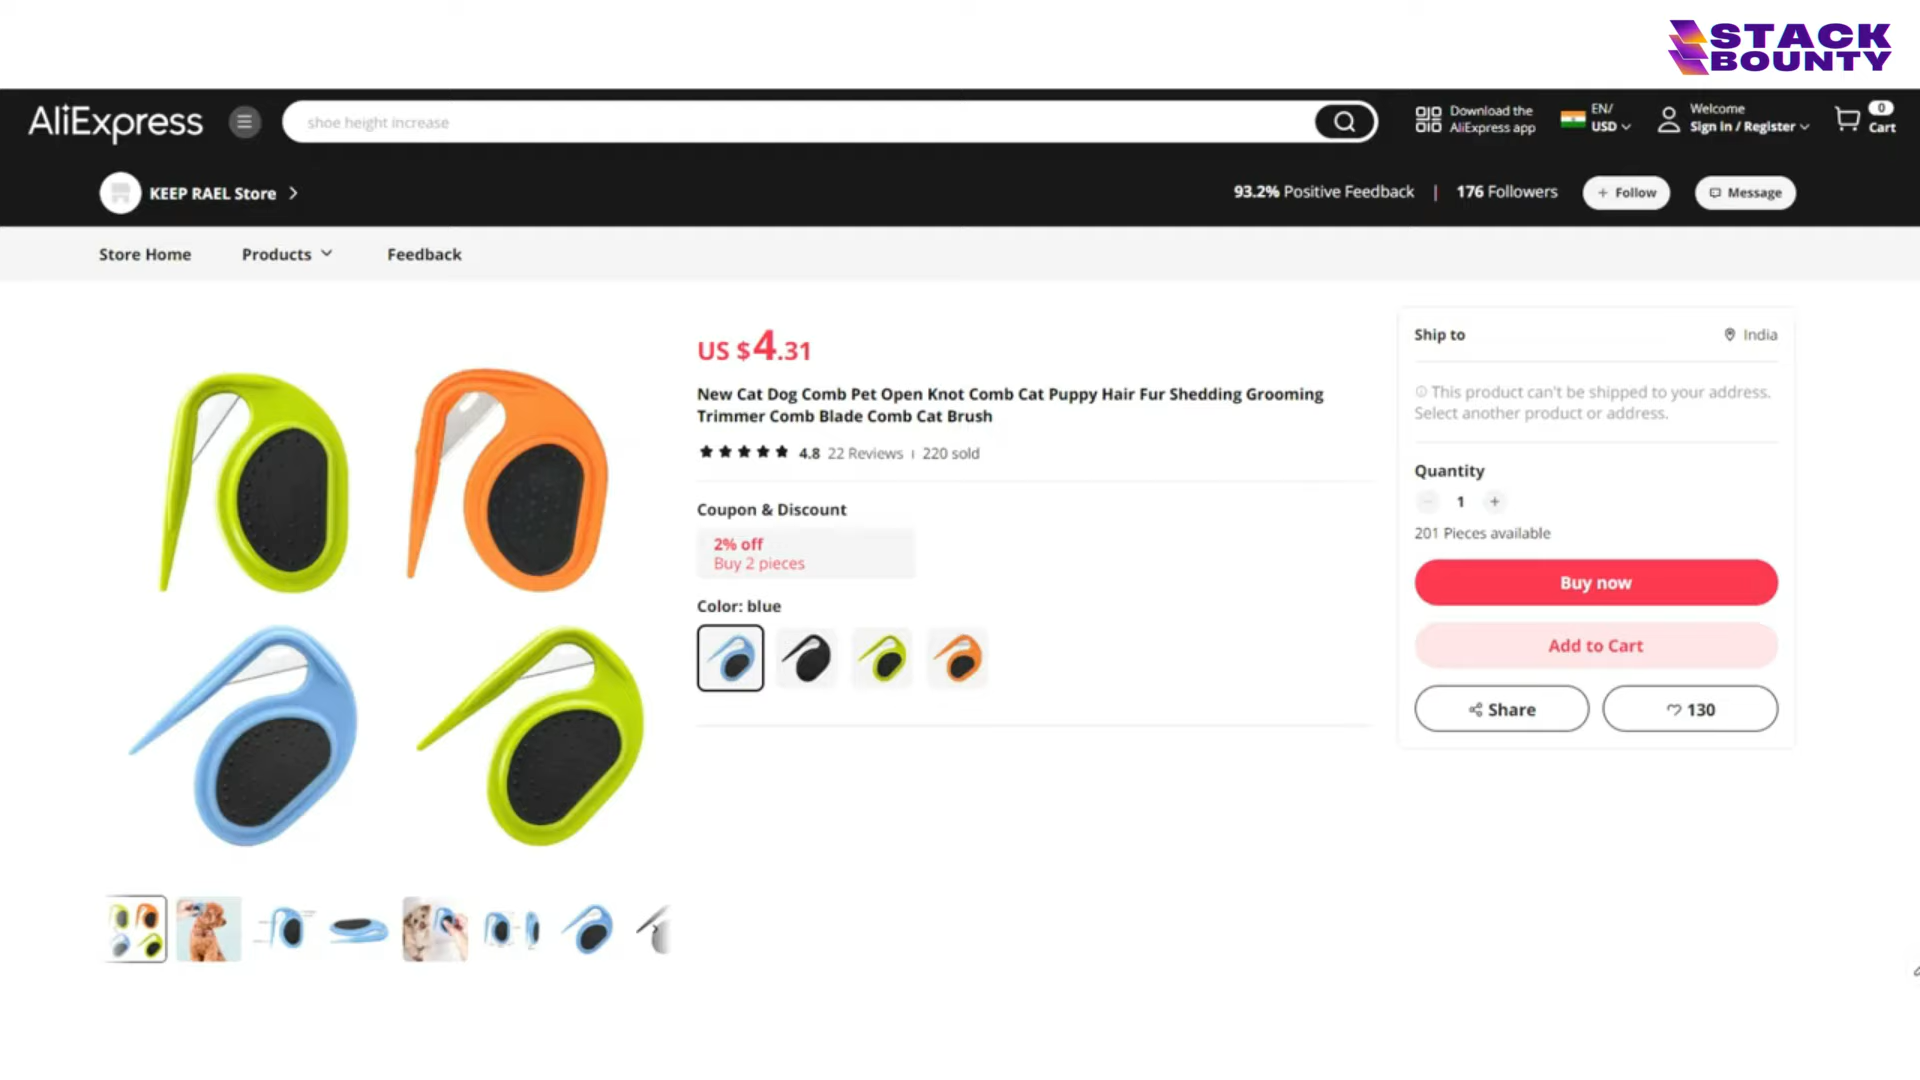 STACK
BOUNTY
AliExpress
shoe height increase
Download the
AliExpress app
EN/
USD
Welcome
Sign in / Register
0
Cart
KEEP RAEL Store
93.2% Positive Feedback | 176 Followers
+ Follow
Message
Store Home
Products
Feedback
US $4.31
New Cat Dog Comb Pet Open Knot Comb Cat Puppy Hair Fur Shedding Grooming
Trimmer Comb Blade Comb Cat Brush
4.8 22 Reviews | 220 sold
Coupon & Discount
2% off
Buy 2 pieces
Color: blue
Ship to
India
This product can't be shipped to your address.
Select another product or address.
Quantity
- 1 +
201 Pieces available
Buy now
Add to Cart
Share
130